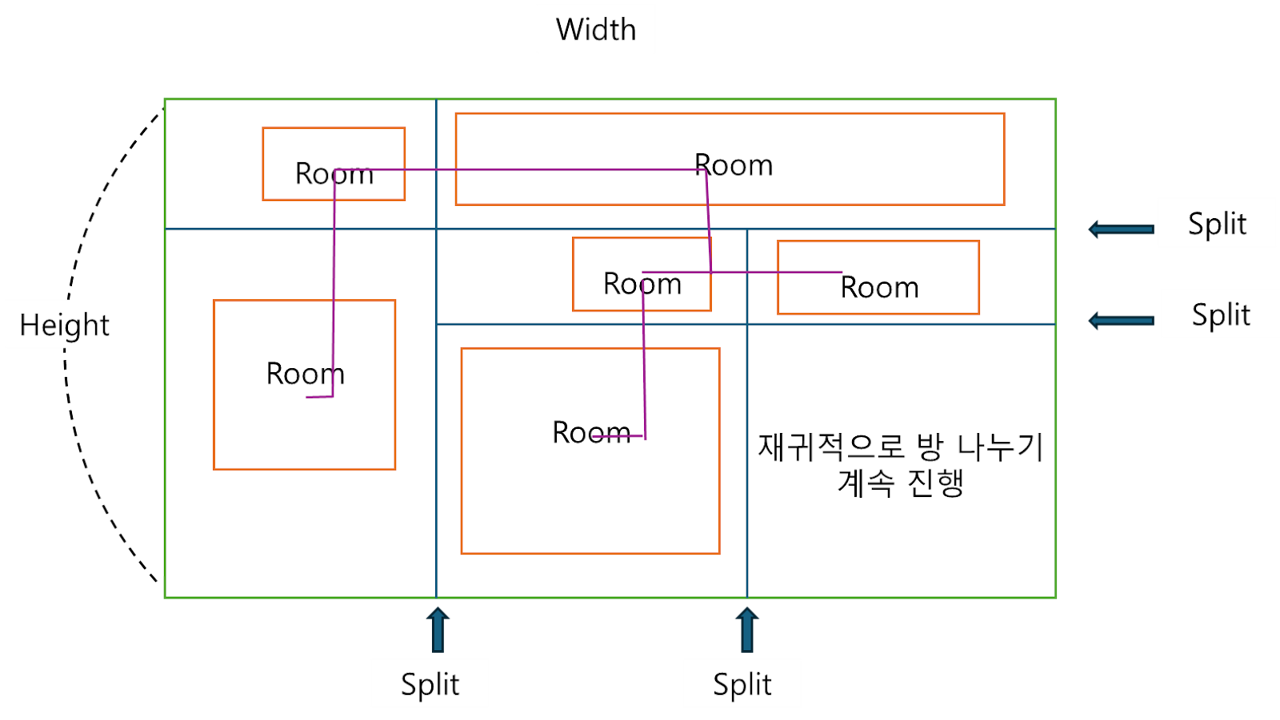 Width
Room
Room
Split
Room
Room
Split
Height
Room
Room
재귀적으로 방 나누기
계속 진행
Split
Split